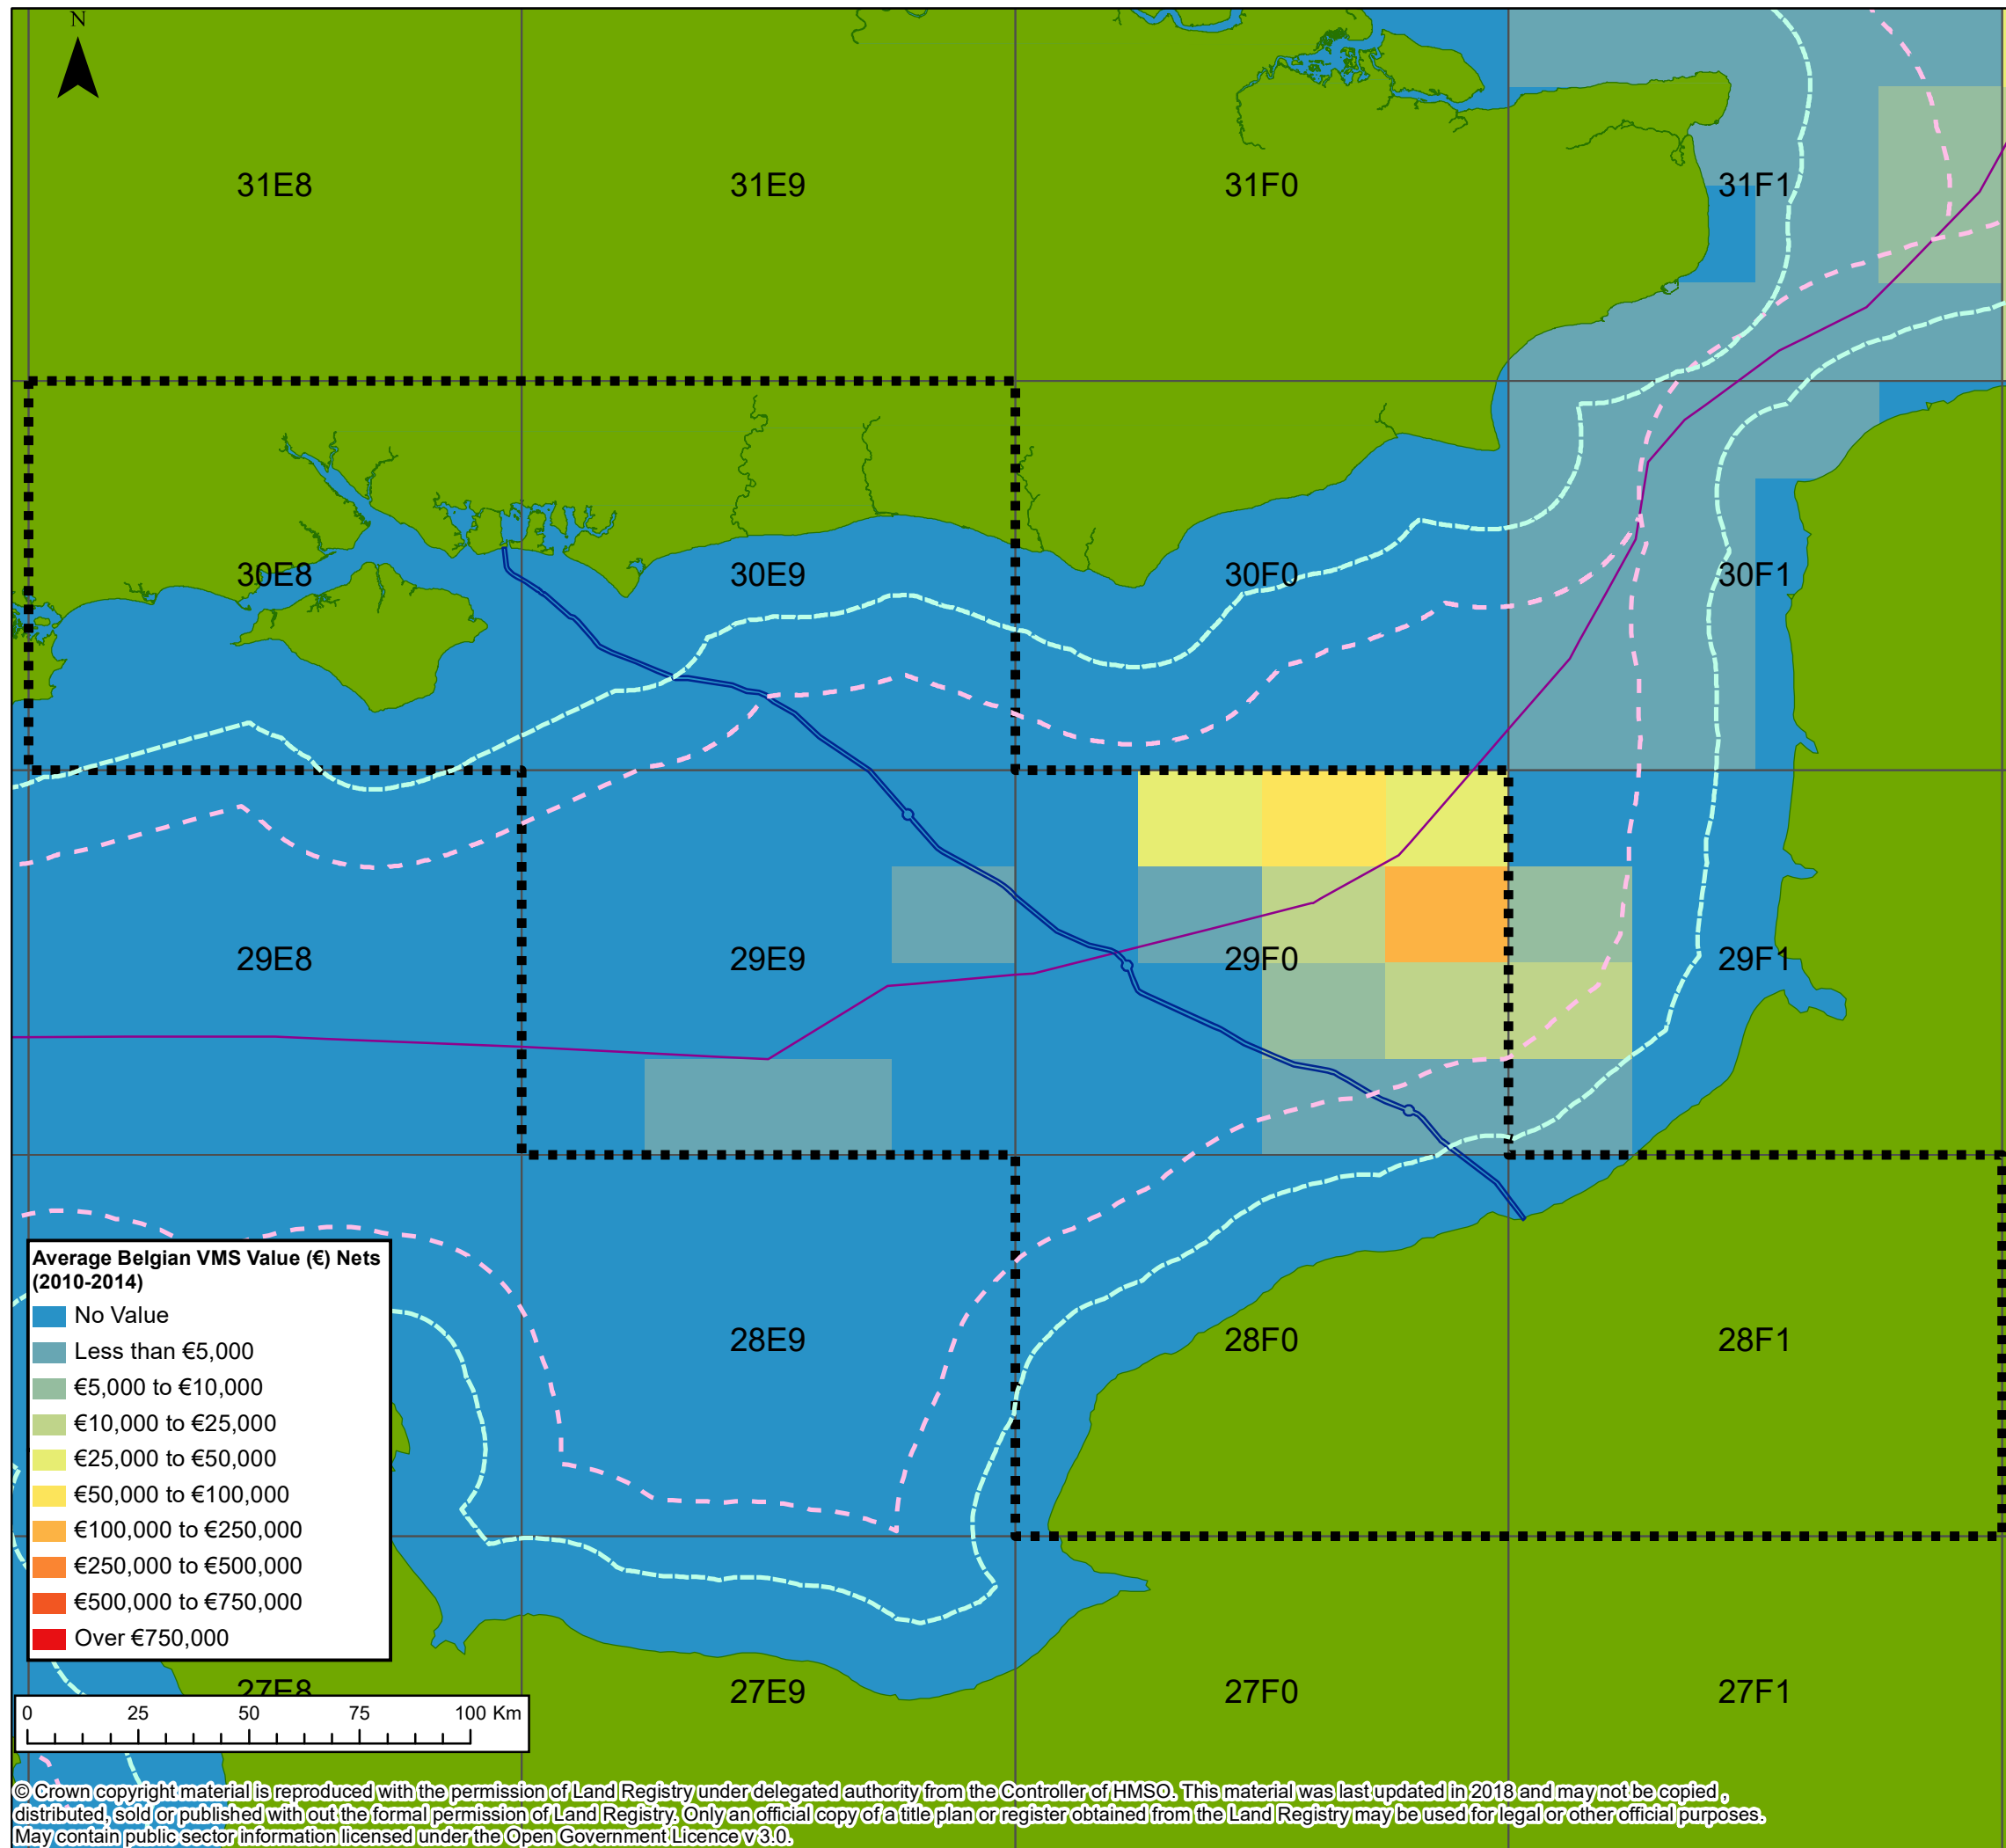 N
31E8
31E9
31F0
31F1
30E8
30E9
30F0
30F1
29E8
29E9
29F0
29F1
Average Belgian VMS Value (€) Nets
(2010-2014)
No Value
Less than €5,000
€5,000 to €10,000
€10,000 to €25,000
€25,000 to €50,000
€50,000 to €100,000
€100,000 to €250,000
€250,000 to €500,000
€500,000 to €750,000
Over €750,000
28E9
28F0
28F1
27E8
27E9
27F0
27F1
0 25 50 75 100 Km
© Crown copyright material is reproduced with the permission of Land Registry under delegated authority from the Controller of HMSO. This material was last updated in 2018 and may not be copied ,
distributed, sold or published with out the formal permission of Land Registry. Only an official copy of a title plan or register obtained from the Land Registry may be used for legal or other official purposes.
May contain public sector information licensed under the Open Government Licence v 3.0.